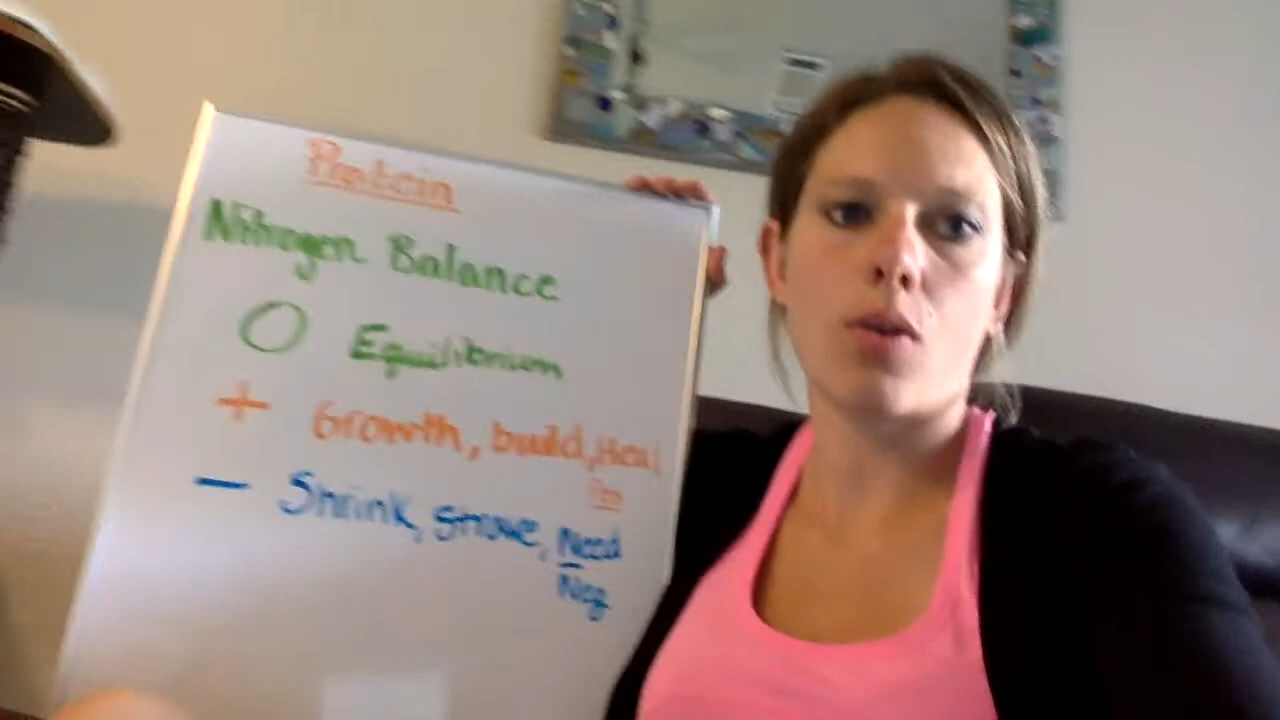 Protein
Nitrogen Balance
O Equilibrium
+ Growth, build, Heal
— Shrink, starve, Need
Neg